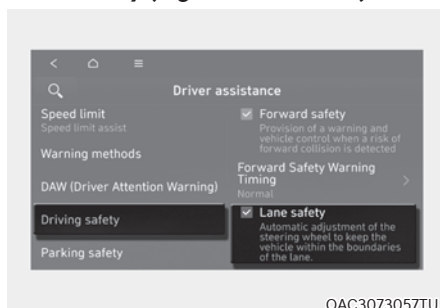 Driver assistance
Speed limit
Speed limit assist
Warning methods
DAW (Driver Attention Warning)
Driving safety
Parking safety
Forward safety
Provision of a warning and
vehicle control when a risk of
forward collision is detected
Forward Safety Warning
Timing
Normal
Lane safety
Automatic adjustment of the
steering wheel to keep the
vehicle within the boundaries
of the lane.
OAC3073057TU